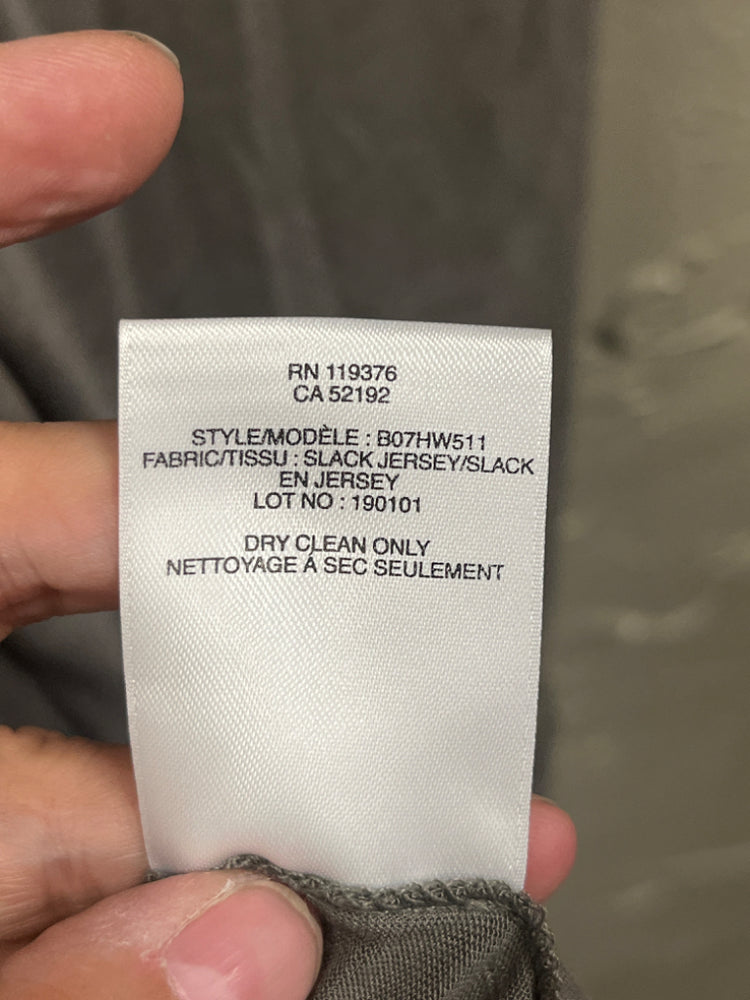 RN 119376
CA 52192
STYLE/MODÈLE : B07HW511
FABRIC/TISSU : SLACK JERSEY/SLACK
EN JERSEY
LOT NO : 190101
DRY CLEAN ONLY
NETTOYAGE Á SEC SEULEMENT